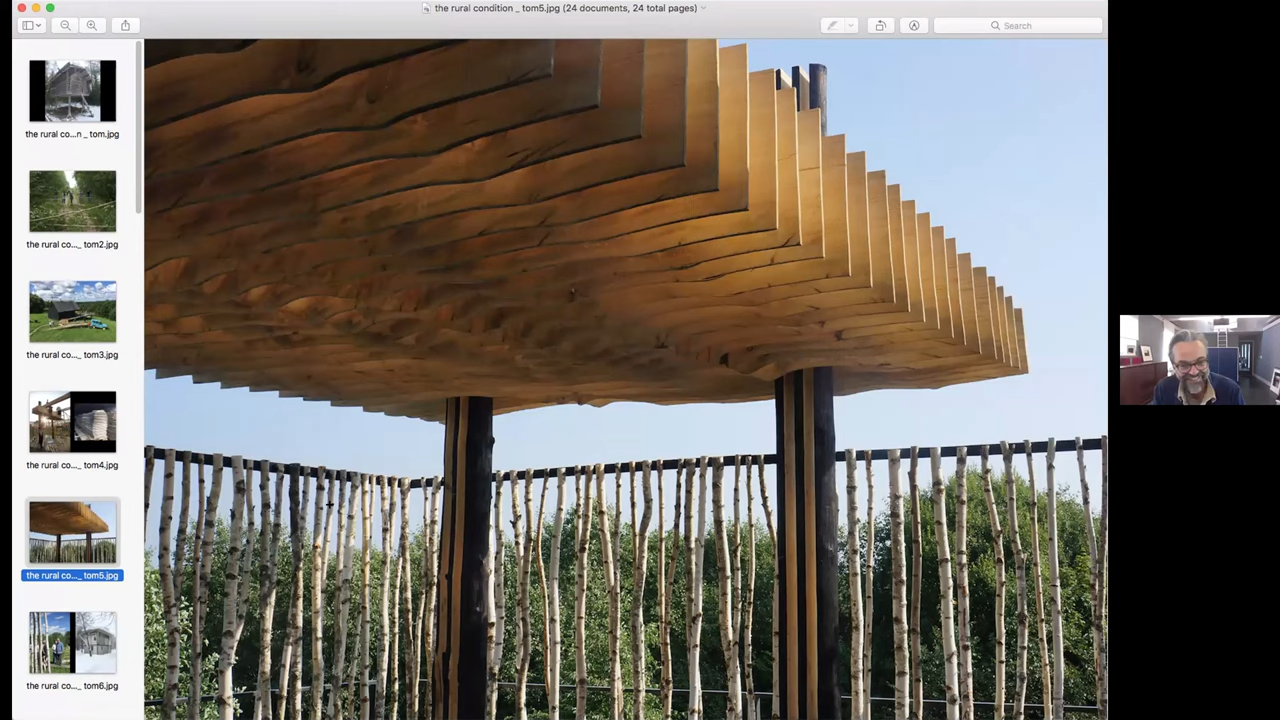 the rural condition _ tom5.jpg (24 documents, 24 total pages)
Search
the rural co...n _ tom.jpg
the rural co..._ tom2.jpg
the rural co..._ tom3.jpg
the rural co..._ tom4.jpg
the rural co..._ tom5.jpg
the rural co..._ tom6.jpg